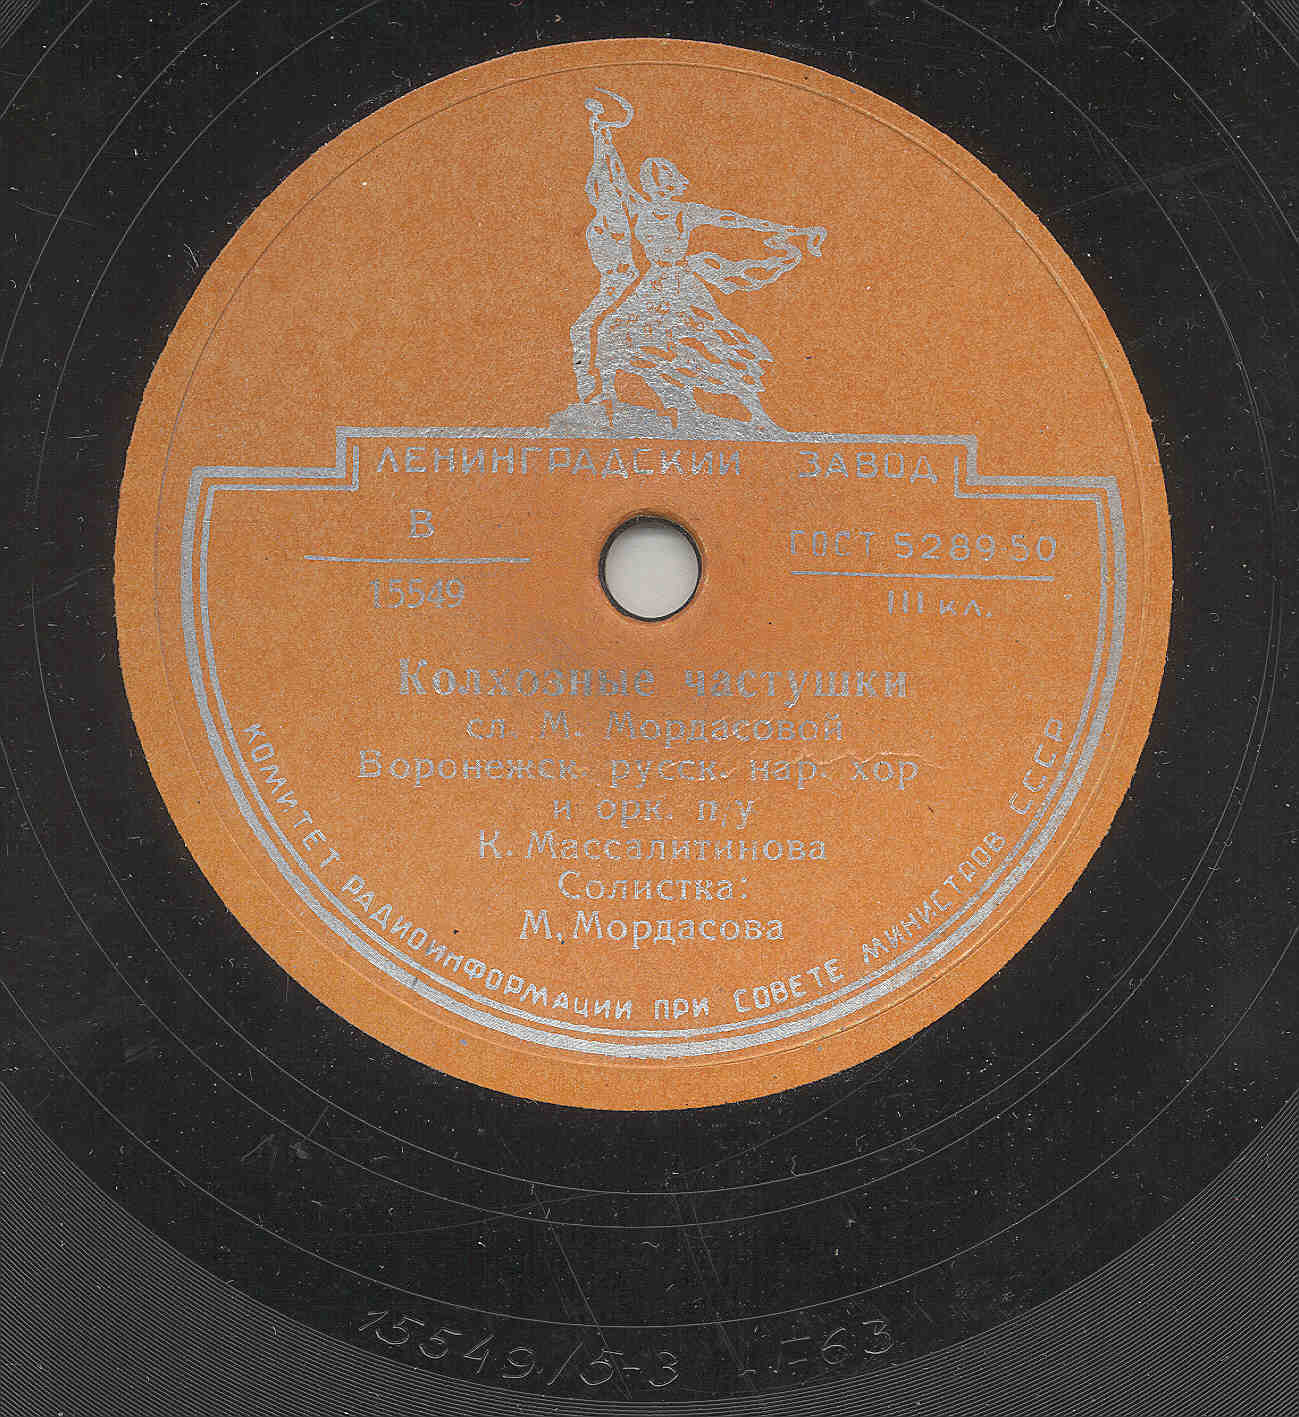 ЛЕНИНГРАДСКИЙ ЗАВОД
В
15549
ГОСТ 5289-50
III кл.
Колхозные частушки
сл. М. Мордасовой
Воронежск. русск. нар. хор
и орк. п/у
К. Массалитинова
Солистка:
М. Мордасова
КОМИТЕТ РАДИОИНФОРМАЦИИ ПРИ СОВЕТЕ МИНИСТРОВ СССР
15549/5-3